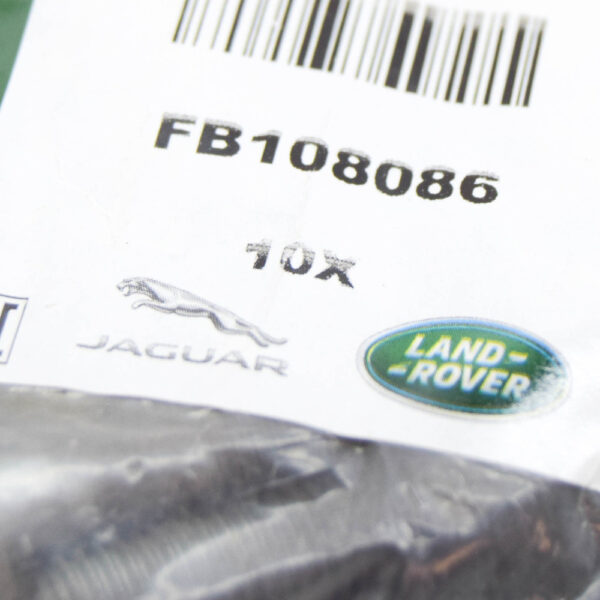 FB108086
10X
JAGUAR
LAND-
-ROVER